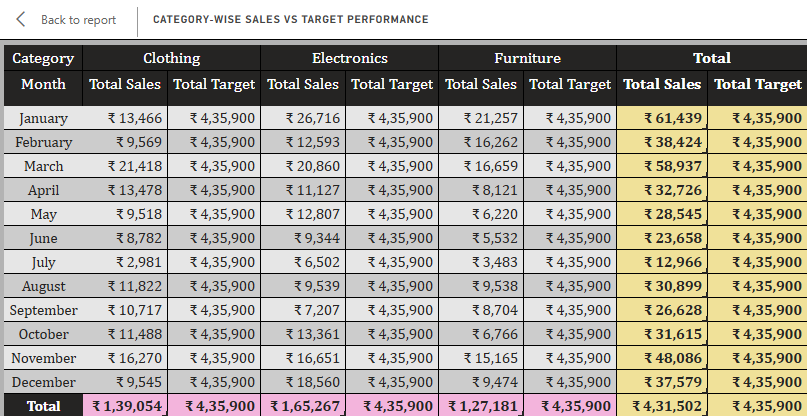 Back to report CATEGORY-WISE SALES VS TARGET PERFORMANCE
Category Clothing Electronics Furniture Total
Month Total Sales Total Target Total Sales Total Target Total Sales Total Target Total Sales Total Target
January ₹ 13,466 ₹ 4,35,900 ₹ 26,716 ₹ 4,35,900 ₹ 21,257 ₹ 4,35,900 ₹ 61,439 ₹ 4,35,900
February ₹ 9,569 ₹ 4,35,900 ₹ 12,593 ₹ 4,35,900 ₹ 16,262 ₹ 4,35,900 ₹ 38,424 ₹ 4,35,900
March ₹ 21,418 ₹ 4,35,900 ₹ 20,860 ₹ 4,35,900 ₹ 16,659 ₹ 4,35,900 ₹ 58,937 ₹ 4,35,900
April ₹ 13,478 ₹ 4,35,900 ₹ 11,127 ₹ 4,35,900 ₹ 8,121 ₹ 4,35,900 ₹ 32,726 ₹ 4,35,900
May ₹ 9,518 ₹ 4,35,900 ₹ 12,807 ₹ 4,35,900 ₹ 6,220 ₹ 4,35,900 ₹ 28,545 ₹ 4,35,900
June ₹ 8,782 ₹ 4,35,900 ₹ 9,344 ₹ 4,35,900 ₹ 5,532 ₹ 4,35,900 ₹ 23,658 ₹ 4,35,900
July ₹ 2,981 ₹ 4,35,900 ₹ 6,502 ₹ 4,35,900 ₹ 3,483 ₹ 4,35,900 ₹ 12,966 ₹ 4,35,900
August ₹ 11,822 ₹ 4,35,900 ₹ 9,539 ₹ 4,35,900 ₹ 9,538 ₹ 4,35,900 ₹ 30,899 ₹ 4,35,900
September ₹ 10,717 ₹ 4,35,900 ₹ 7,207 ₹ 4,35,900 ₹ 8,704 ₹ 4,35,900 ₹ 26,628 ₹ 4,35,900
October ₹ 11,488 ₹ 4,35,900 ₹ 13,361 ₹ 4,35,900 ₹ 6,766 ₹ 4,35,900 ₹ 31,615 ₹ 4,35,900
November ₹ 16,270 ₹ 4,35,900 ₹ 16,651 ₹ 4,35,900 ₹ 15,165 ₹ 4,35,900 ₹ 48,086 ₹ 4,35,900
December ₹ 9,545 ₹ 4,35,900 ₹ 18,560 ₹ 4,35,900 ₹ 9,474 ₹ 4,35,900 ₹ 37,579 ₹ 4,35,900
Total ₹ 1,39,054 ₹ 4,35,900 ₹ 1,65,267 ₹ 4,35,900 ₹ 1,27,181 ₹ 4,35,900 ₹ 4,31,502 ₹ 4,35,900